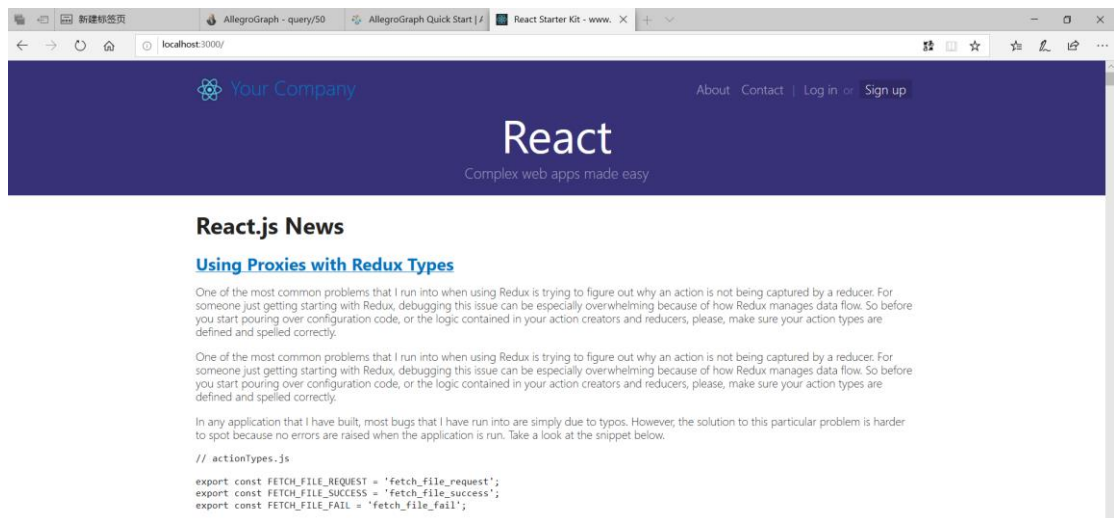 新建标签页
AllegroGraph - query/50
AllegroGraph Quick Start | A
React Starter Kit - www.
localhost:3000/
Your Company
About Contact | Log in or Sign up
React
Complex web apps made easy
React.js News
Using Proxies with Redux Types
One of the most common problems that I run into when using Redux is trying to figure out why an action is not being captured by a reducer. For
someone just getting starting with Redux, debugging this issue can be especially overwhelming because of how Redux manages data flow. So before
you start pouring over configuration code, or the logic contained in your action creators and reducers, please, make sure your action types are
defined and spelled correctly.
One of the most common problems that I run into when using Redux is trying to figure out why an action is not being captured by a reducer. For
someone just getting starting with Redux, debugging this issue can be especially overwhelming because of how Redux manages data flow. So before
you start pouring over configuration code, or the logic contained in your action creators and reducers, please, make sure your action types are
defined and spelled correctly.
In any application that I have built, most bugs that I have run into are simply due to typos. However, the solution to this particular problem is harder
to spot because no errors are raised when the application is run. Take a look at the snippet below.
// actionTypes.js
export const FETCH_FILE_REQUEST = 'fetch_file_request';
export const FETCH_FILE_SUCCESS = 'fetch_file_success';
export const FETCH_FILE_FAIL = 'fetch_file_fail';